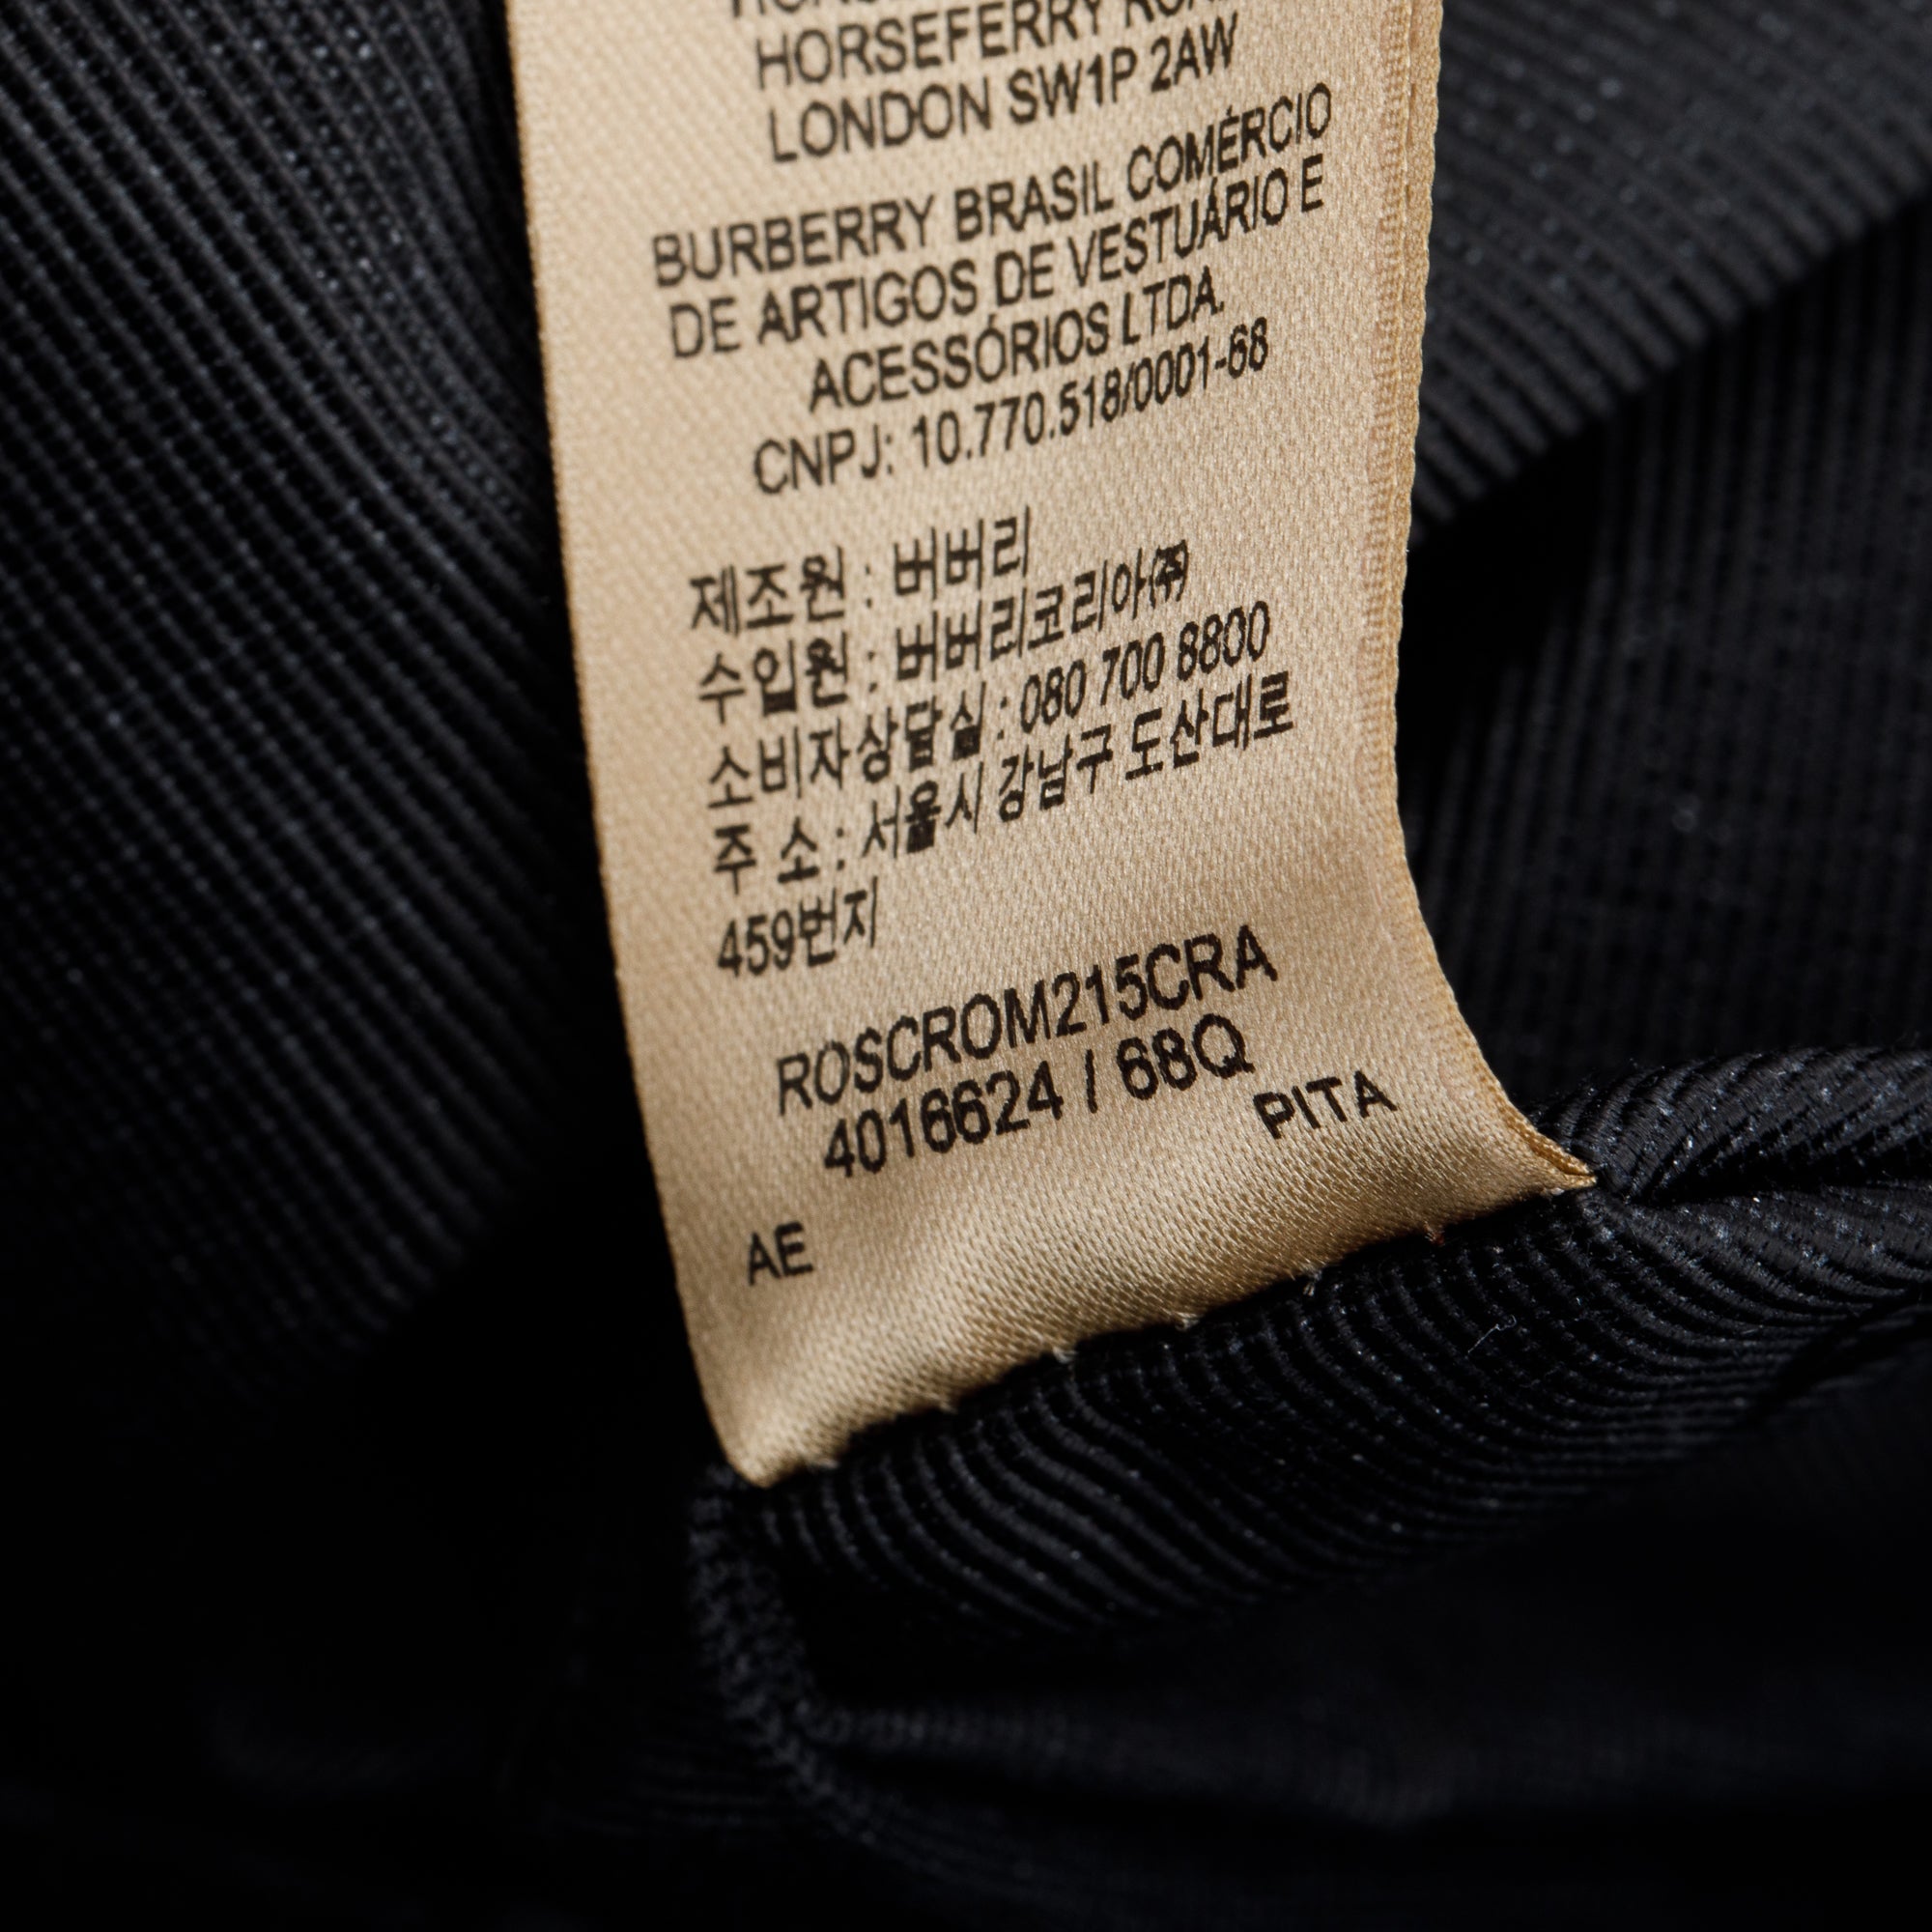 HORSEFERRY
LONDON SW1P 2AW
BURBERRY BRASIL COMÉRCIO
DE ARTIGOS DE VESTUÁRIO E
ACESSÓRIOS LTDA.
CNPJ: 10.770.518/0001-68
제조원 : 버버리
수입원 : 버버리코리아㈜
소비자상담실 : 080 700 8800
주 소 : 서울시 강남구 도산대로
459번지
ROSCROM215CRA
4016624 / 68Q
PITA
AE